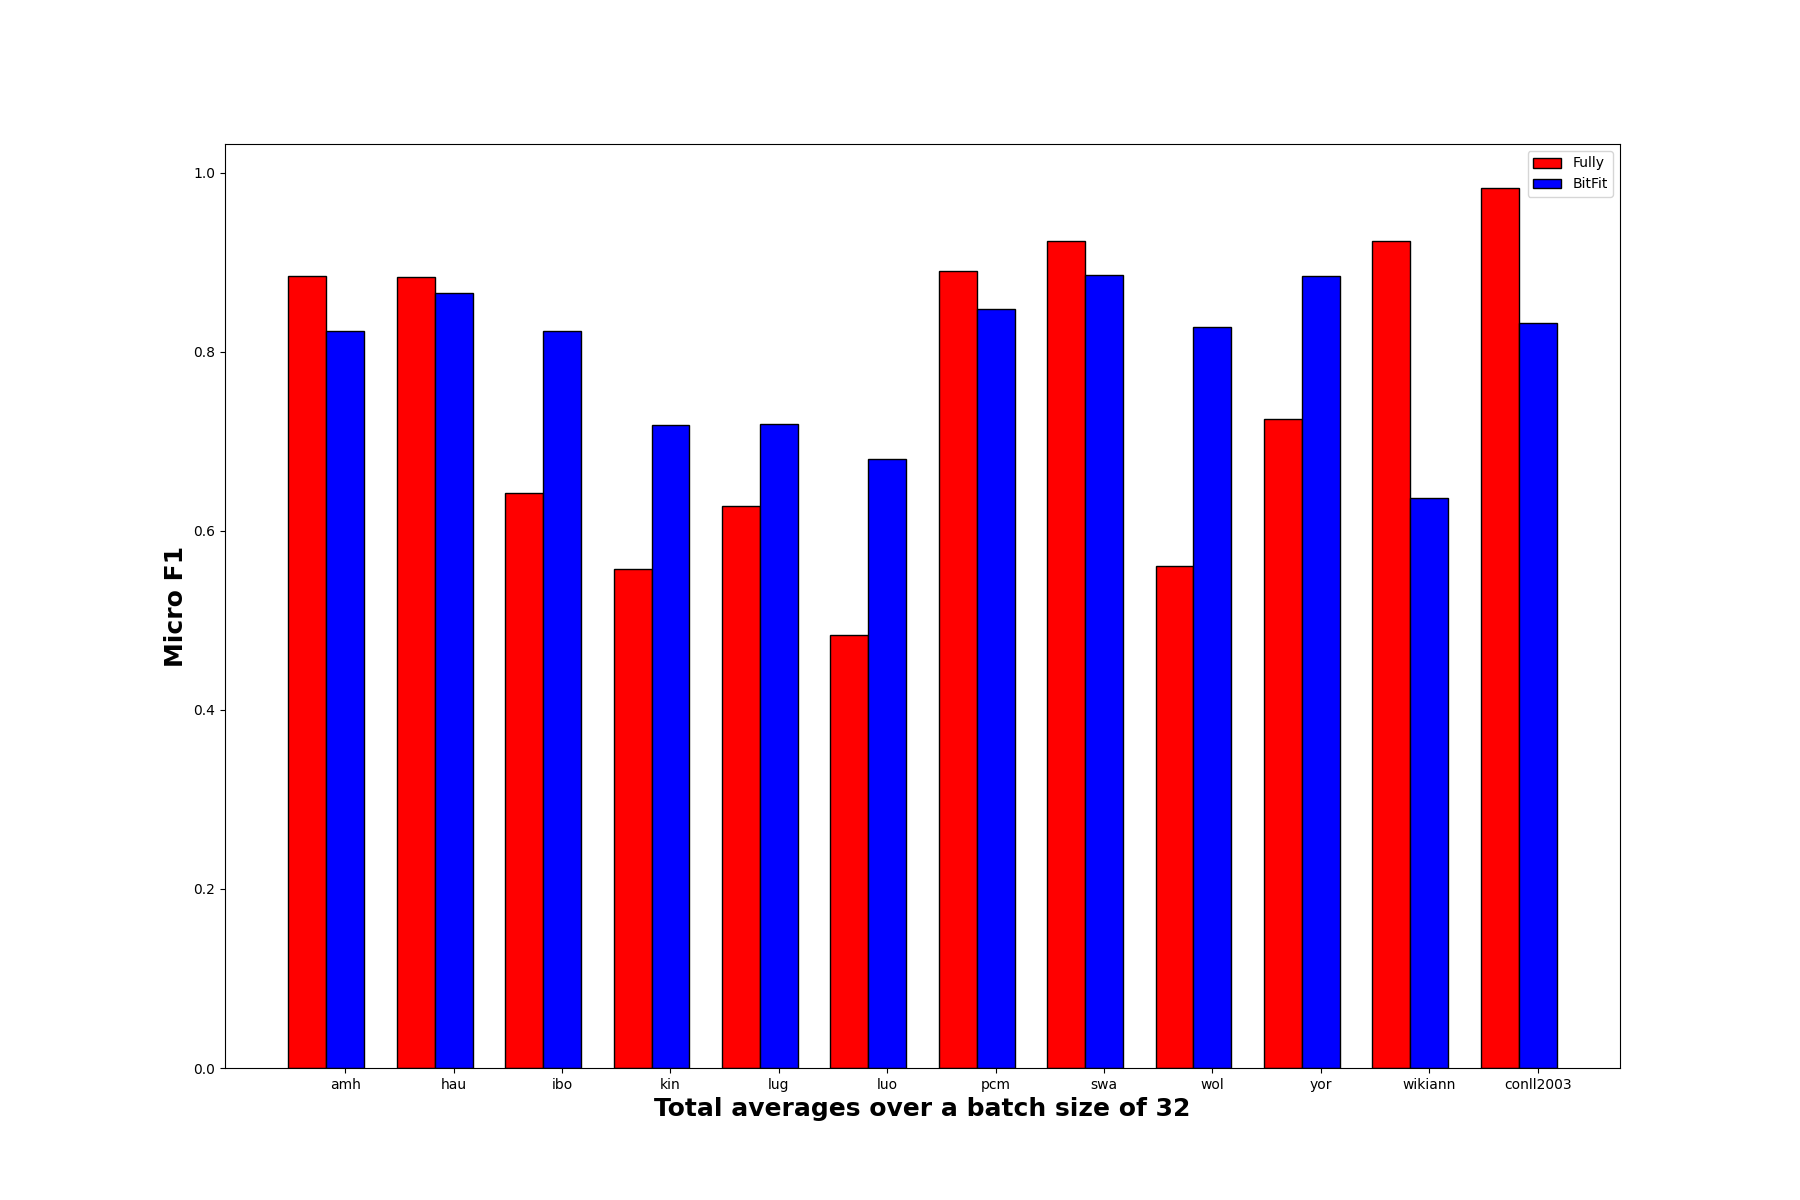 Fully
BitFit
1.0
0.8
0.6
0.4
0.2
0.0
Micro F1
amh hau ibo kin lug luo pcm swa wol yor wikiann conll2003
Total averages over a batch size of 32